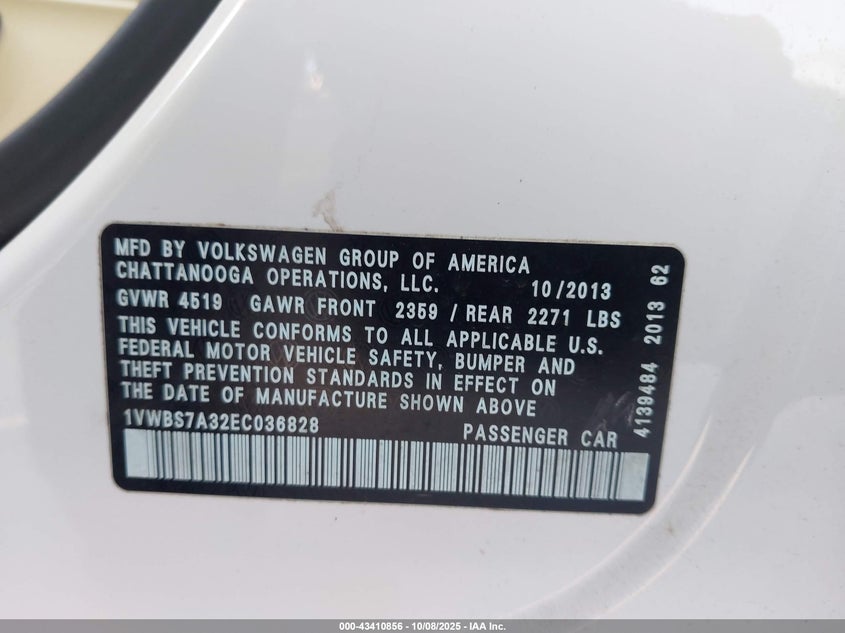 MFD BY VOLKSWAGEN GROUP OF AMERICA
CHATTANOOGA OPERATIONS, LLC. 10/2013
GVWR 4519 GAWR FRONT 2359 / REAR 2271 LBS
THIS VEHICLE CONFORMS TO ALL APPLICABLE U.S.
FEDERAL MOTOR VEHICLE SAFETY, BUMPER AND
THEFT PREVENTION STANDARDS IN EFFECT ON
THE DATE OF MANUFACTURE SHOWN ABOVE
1VWBS7A32EC036828 PASSENGER CAR
4139484 2013 62
000-43410856 - 10/08/2025 - IAA Inc.